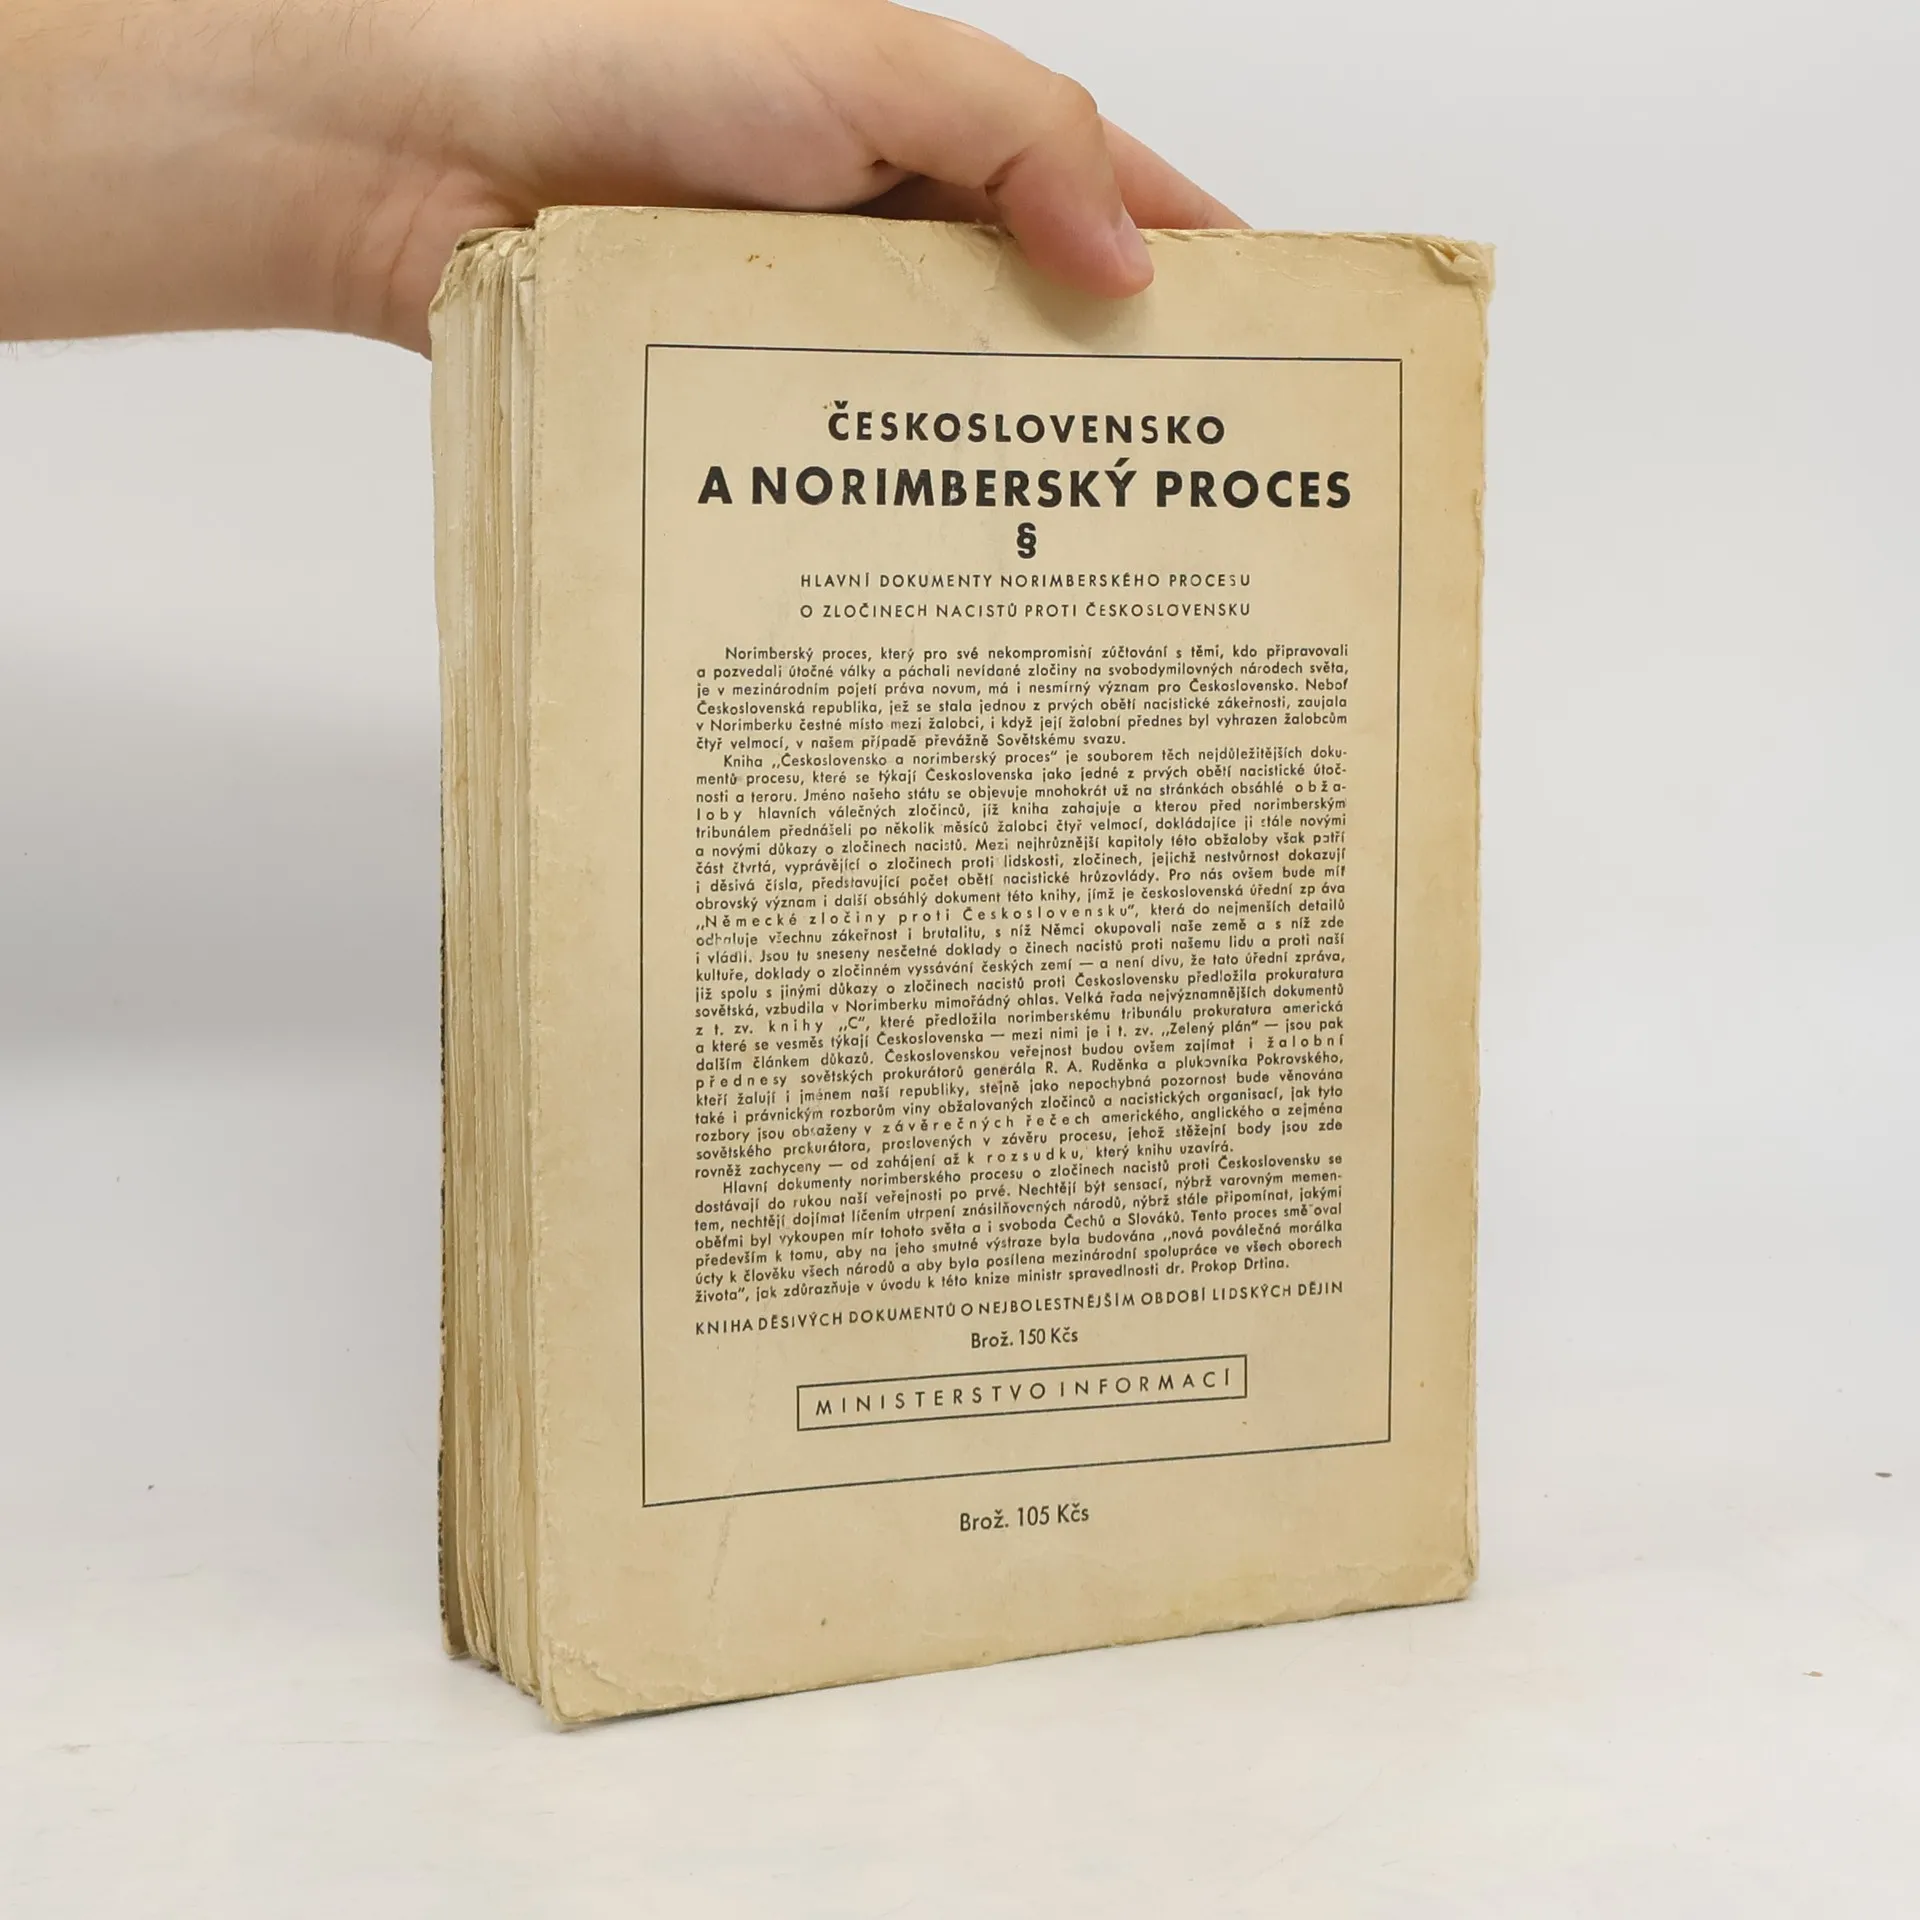 ČESKOSLOVENSKO
A NORIMBERSKÝ PROCES
§
HLAVNÍ DOKUMENTY NORIMBERSKÉHO PROCESU
O ZLOČINECH NACISTŮ PROTI ČESKOSLOVENSKU
Norimberský proces, který pro své nekompromisní zúčtování s těmi, kdo připravovali
a pozvedali útočné války a páchali nevídané zločiny na svobodymilovných národech světa,
je v mezinárodním pojetí práva novum, má i nesmírný význam pro Československo. Neboť
Československá republika, jež se stala jednou z prvých obětí nacistické zákeřnosti, zaujala
v Norimberku čestné místo mezi žalobci, i když její žalobní přednes byl vyhrazen žalobcům
čtyř velmocí, v našem případě převážně Sovětskému svazu.
Kniha „Československo a norimberský proces" je souborem těch nejdůležitějších doku-
mentů procesu, které se týkají Československa jako jedné z prvých obětí nacistické útoč-
nosti a teroru. Jméno našeho státu se objevuje mnohokrát už na stránkách obsáhlé obža-
loby hlavních válečných zločinců, jíž kniha zahajuje a kterou před norimberským
tribunálem přednášeli po několik měsíců žalobci čtyř velmocí, dokládajíce ji stále novými
a novými důkazy o zločinech nacistů. Mezi nejhrůznější kapitoly této obžaloby však patří
část čtvrtá, vyprávějící o zločinech proti lidskosti, zločinech, jejichž nestvůrnost dokazují
i děsivá čísla, představující počet obětí nacistické hrůzovlády. Pro nás ovšem bude míť
obrovský význam i další obsáhlý dokument této knihy, jímž je československá úřední zp áva
„Německé zločiny proti Československu", která do nejmenších detailů
odhaluje všechnu zákeřnost i brutalitu, s níž Němci okupovali naše země a s níž zde
i vládli. Jsou tu sneseny nesčetné doklady o činech nacistů proti našemu lidu a proti naší
kultuře, doklady o zločinném vyssávání českých zemí — a není divu, že tato úřední zpráva,
již spolu s jinými důkazy o zločinech nacistů proti Československu předložila prokuratura
sovětská, vzbudila v Norimberku mimořádný ohlas. Velká řada nejvýznamnějších dokumentů
z t. zv. knihy „C", které předložila norimberskému tribunálu prokuratura americká
a které se vesměs týkají Československa — mezi nimi je i t. zv. „Zelený plán" — jsou pak
dalším článkem důkazů. Československou veřejnost budou ovšem zajímat i žalobní
přednesy sovětských prokurátorů generála R. A. Ruděnka a plukovníka Pokrovského,
kteří žalují i jménem naší republiky, stejně jako nepochybná pozornost bude věnována
také i právnickým rozborům viny obžalovaných zločinců a nacistických organisací, jak tyto
rozbory jsou obsaženy v závěrečných řečech amerického, anglického a zejména
sovětského prokurátora, proslovených v závěru procesu, jehož stěžejní body jsou zde
rovněž zachyceny — od zahájení až k rozsudku, který knihu uzavírá.
Hlavní dokumenty norimberského procesu o zločinech nacistů proti Československu se
dostávají do rukou naší veřejnosti po prvé. Nechtějí být sensací, nýbrž varovným memen-
tem, nechtějí dojímat líčením utrpení znásilňovaných národů, nýbrž stále připomínat, jakými
oběťmi byl vykoupen mír tohoto světa a i svoboda Čechů a Slováků. Tento proces smě oval
především k tomu, aby na jeho smutné výstraze byla budována „nová poválečná morálka
úcty k člověku všech národů a aby byla posílena mezinárodní spolupráce ve všech oborech
života", jak zdůrazňuje v úvodu k této knize ministr spravedlnosti dr. Prokop Drtina.
KNIHA DĚSIVÝCH DOKUMENTŮ O NEJBOLESTNĚJŠÍM OBDOBÍ LIDSKÝCH DĚJIN
Brož. 150 Kčs
MINISTERSTVO INFORMACÍ
Brož. 105 Kčs